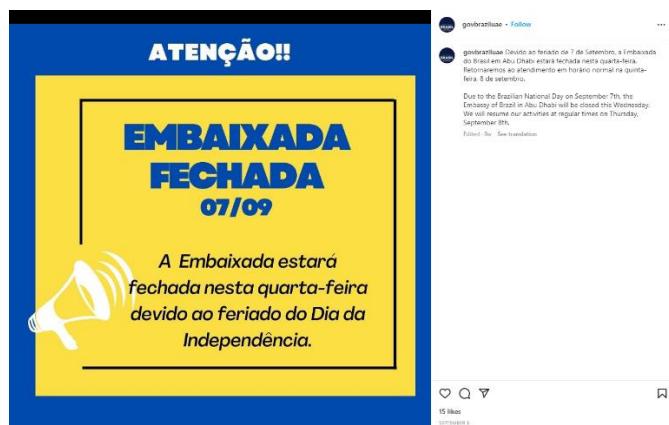 ATENÇÃO!!
EMBAIXADA
FECHADA
07/09
A Embaixada estará
fechada nesta quarta-feira
devido ao feriado do Dia da
Independência.
govbraziluae • Follow
govbraziluae Devido ao feriado de 7 de Setembro, a Embaixada
do Brasil em Abu Dhabi estará fechada nesta quarta-feira.
Retornaremos ao atendimento em horário normal na quinta-
feira, 8 de setembro.
Due to the Brazilian National Day on September 7th, the
Embassy of Brazil in Abu Dhabi will be closed this Wednesday.
We will resume our activities at regular times on Thursday,
September 8th.
Edited · 8w See translation
15 likes
SEPTEMBER 6